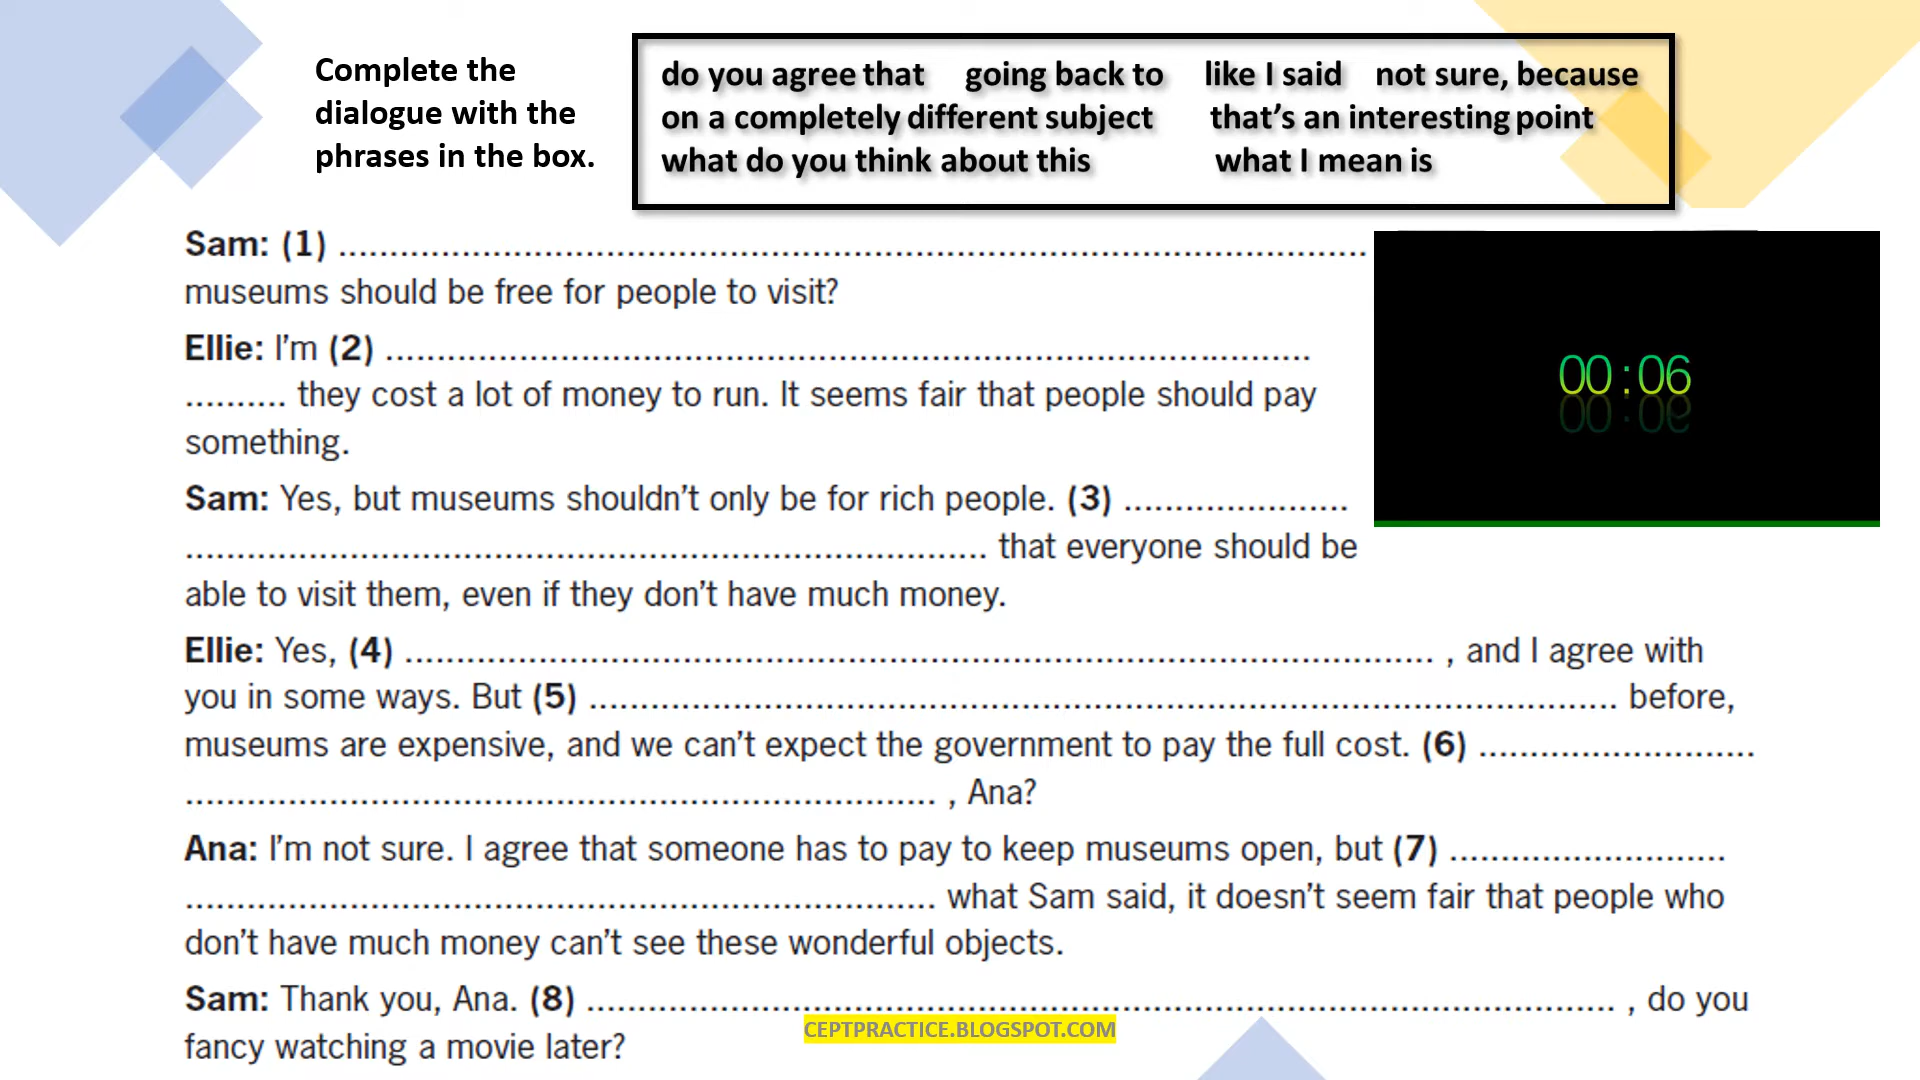 Complete the
dialogue with the
phrases in the box.
do you agree that going back to like I said not sure, because
on a completely different subject that’s an interesting point
what do you think about this what I mean is
Sam: (1) ....................................................................................................
museums should be free for people to visit?
Ellie: I’m (2) ..........................................................................................
.......... they cost a lot of money to run. It seems fair that people should pay
something.
Sam: Yes, but museums shouldn’t only be for rich people. (3) ......................
.............................................................................. that everyone should be
able to visit them, even if they don’t have much money.
Ellie: Yes, (4) .................................................................................................... , and I agree with
you in some ways. But (5) .................................................................................................... before,
museums are expensive, and we can’t expect the government to pay the full cost. (6) ...........................
......................................................................... , Ana?
Ana: I’m not sure. I agree that someone has to pay to keep museums open, but (7) ...........................
......................................................................... what Sam said, it doesn’t seem fair that people who
don’t have much money can’t see these wonderful objects.
Sam: Thank you, Ana. (8) .................................................................................................... , do you
fancy watching a movie later?
00:06
CEPTPRACTICE.BLOGSPOT.COM